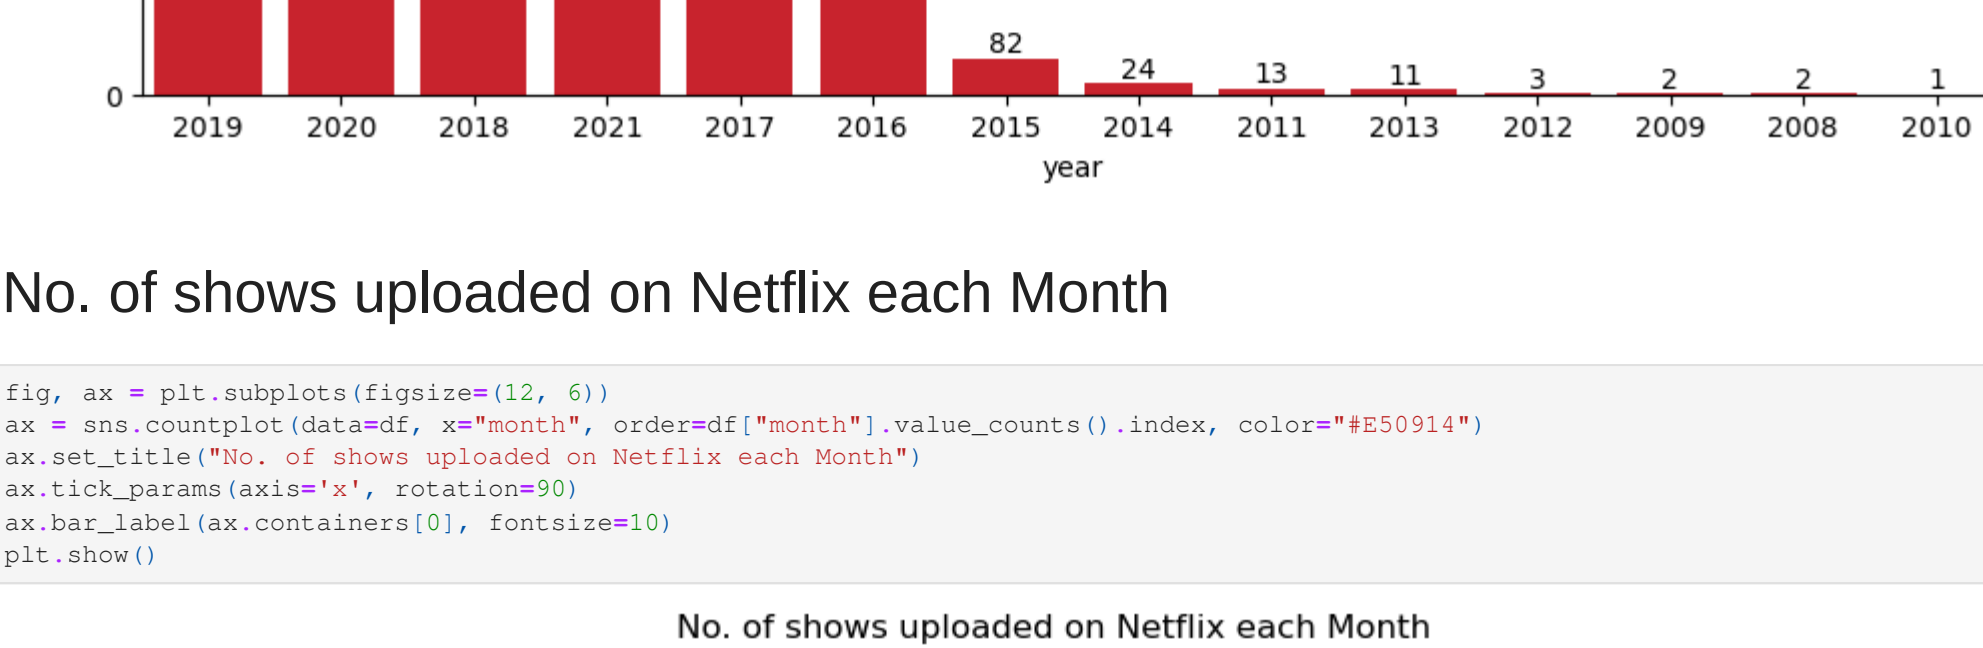 82
24
13
11
3
2
2
1
0
2019 2020 2018 2021 2017 2016 2015 2014 2011 2013 2012 2009 2008 2010
year
No. of shows uploaded on Netflix each Month
fig, ax = plt.subplots(figsize=(12, 6))
ax = sns.countplot(data=df, x="month", order=df["month"].value_counts().index, color="#E50914")
ax.set_title("No. of shows uploaded on Netflix each Month")
ax.tick_params(axis='x', rotation=90)
ax.bar_label(ax.containers[0], fontsize=10)
plt.show()
No. of shows uploaded on Netflix each Month